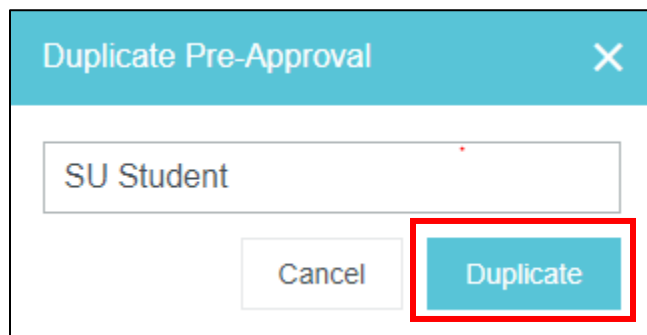 Duplicate Pre-Approval ×
SU Student *
Cancel Duplicate